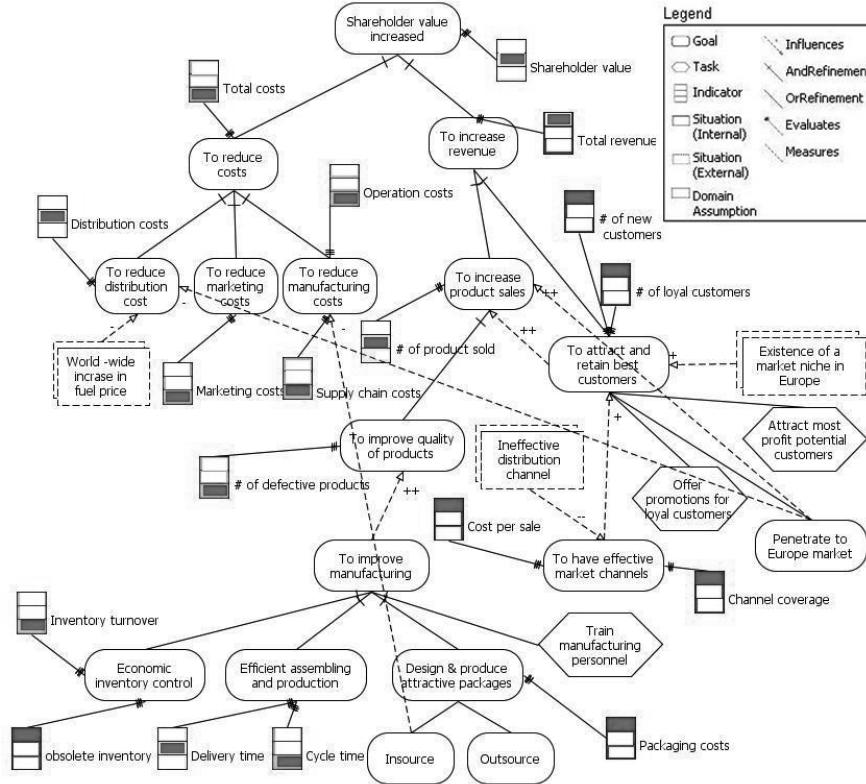 Shareholder value
increased
Shareholder value
Total costs
Total revenue
To reduce
costs
To increase
revenue
Operation costs
Distribution costs
# of new
customers
# of loyal customers
To reduce
distribution
cost
To reduce
marketing
costs
To reduce
manufacturing
costs
To increase
product sales
-
-
-
++
++
World -wide
incrase in
fuel price
Marketing costs
Supply chain costs
# of product sold
To attract and
retain best
customers
+
Existence of a
market niche in
Europe
Attract most
profit potential
customers
To improve quality
of products
# of defective products
++
Ineffective
distribution
channel
+
--
Offer
promotions for
loyal customers
Penetrate to
Europe market
Cost per sale
To have effective
market channels
Channel coverage
To improve
manufacturing
Inventory turnover
Train
manufacturing
personnel
Economic
inventory control
Efficient assembling
and production
Design & produce
attractive packages
obsolete inventory
Delivery time
Cycle time
Insource
Outsource
Packaging costs
Legend
Goal
Task
Indicator
Situation
(Internal)
Situation
(External)
Domain
Assumption
Influences
AndRefinemen
OrRefinement
Evaluates
Measures